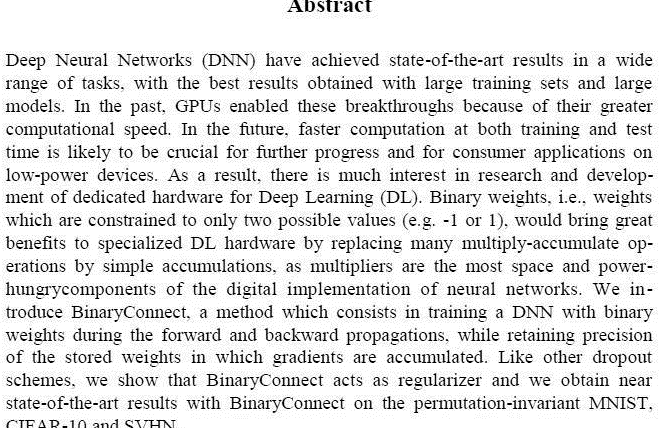 Abstract
Deep Neural Networks (DNN) have achieved state-of-the-art results in a wide
range of tasks, with the best results obtained with large training sets and large
models. In the past, GPUs enabled these breakthroughs because of their greater
computational speed. In the future, faster computation at both training and test
time is likely to be crucial for further progress and for consumer applications on
low-power devices. As a result, there is much interest in research and develop-
ment of dedicated hardware for Deep Learning (DL). Binary weights, i.e., weights
which are constrained to only two possible values (e.g. -1 or 1), would bring great
benefits to specialized DL hardware by replacing many multiply-accumulate op-
erations by simple accumulations, as multipliers are the most space and power-
hungrycomponents of the digital implementation of neural networks. We in-
troduce BinaryConnect, a method which consists in training a DNN with binary
weights during the forward and backward propagations, while retaining precision
of the stored weights in which gradients are accumulated. Like other dropout
schemes, we show that BinaryConnect acts as regularizer and we obtain near
state-of-the-art results with BinaryConnect on the permutation-invariant MNIST,
CIFAR-10 and SVHN